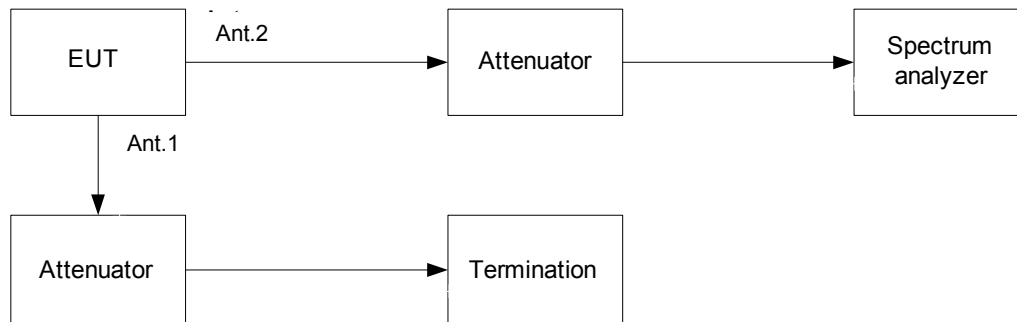 Ant.2
EUT
Attenuator
Spectrum
analyzer
Ant.1
Attenuator
Termination